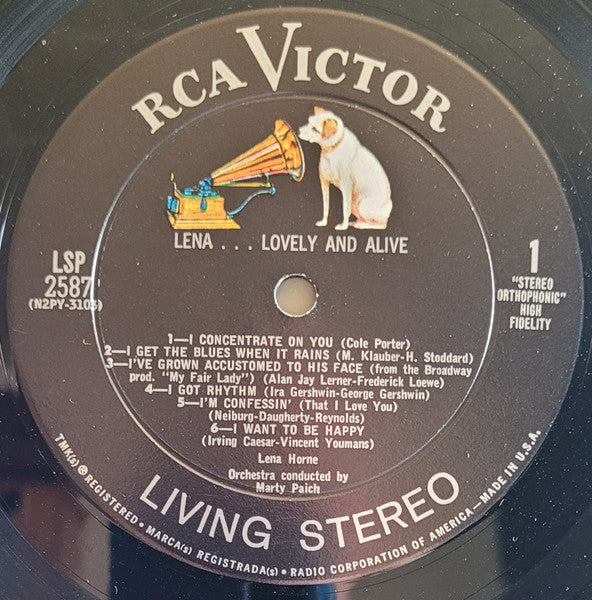 RCA VICTOR
LENA . . . LOVELY AND ALIVE
LSP
2587
(N2PY-3103)
1
"STEREO
ORTHOPHONIC"
HIGH
FIDELITY
1—I CONCENTRATE ON YOU (Cole Porter)
2—I GET THE BLUES WHEN IT RAINS (M. Klauber-H. Stoddard)
3—I'VE GROWN ACCUSTOMED TO HIS FACE (from the Broadway
prod. "My Fair Lady") (Alan Jay Lerner-Frederick Loewe)
4—I GOT RHYTHM (Ira Gershwin-George Gershwin)
5—I'M CONFESSIN' (That I Love You)
(Neiburg-Daugherty-Reynolds)
6—I WANT TO BE HAPPY
(Irving Caesar-Vincent Youmans)
Lena Horne
Orchestra conducted by
Marty Paich
LIVING STEREO
TMK(s) ® REGISTERED • MARCA(s) REGISTRADA(s) • RADIO CORPORATION OF AMERICA—MADE IN U.S.A.